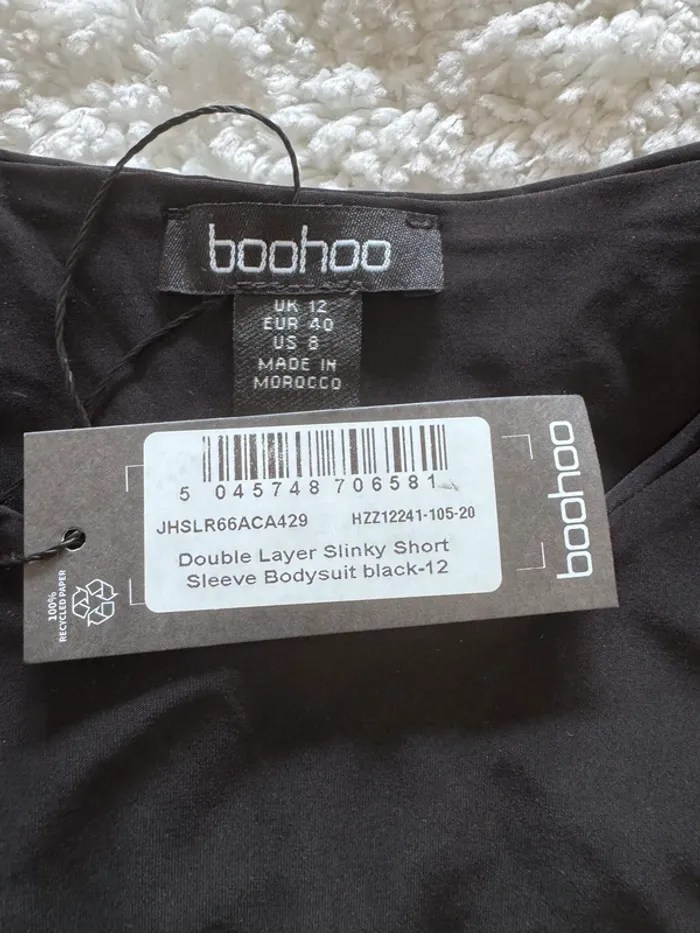 boohoo
UK 12
EUR 40
US 8
MADE IN
MOROCCO
5 045748 706581
JHSLR66ACA429 HZZ12241-105-20
Double Layer Slinky Short
Sleeve Bodysuit black-12
boohoo
100%
RECYCLED PAPER